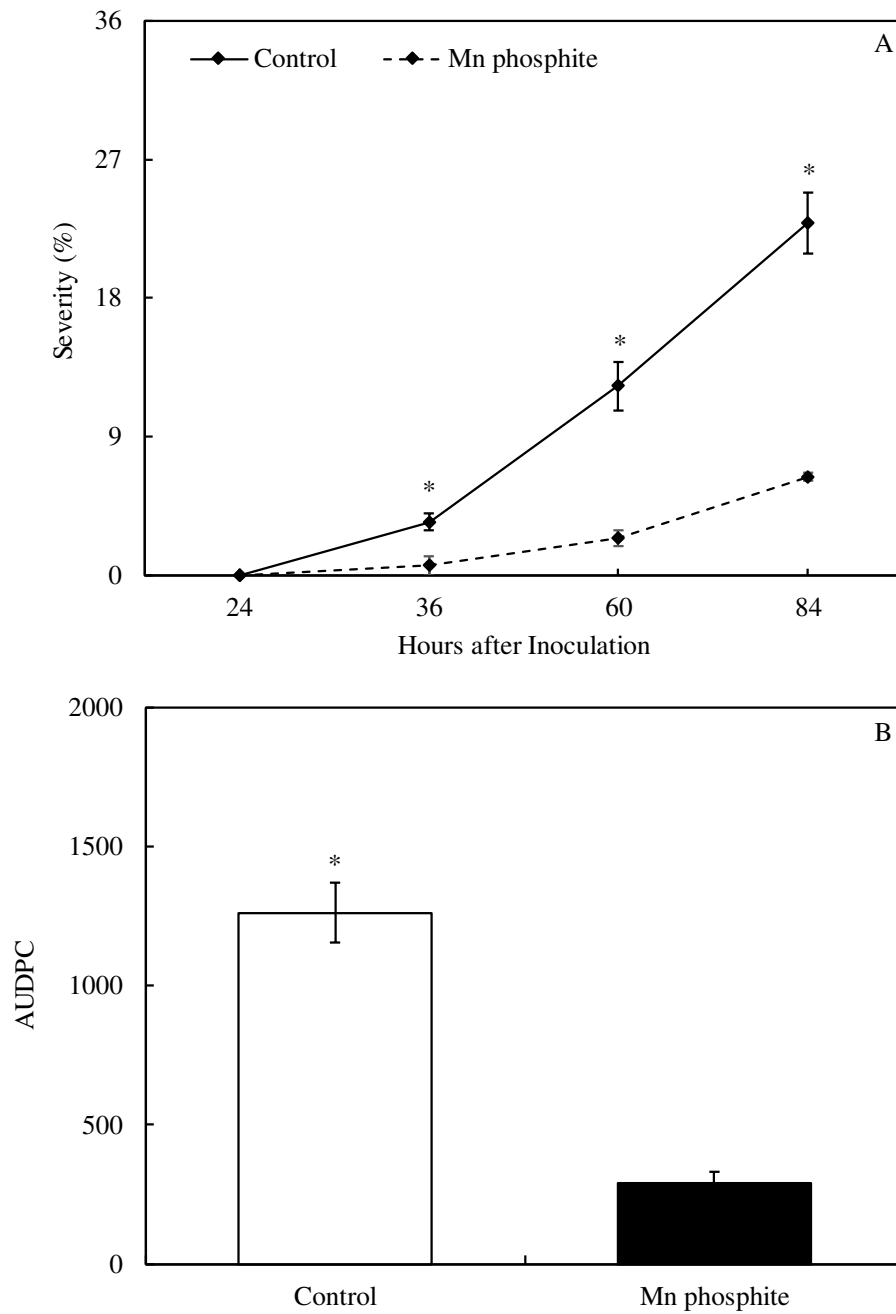 36
A
Control
Mn phosphite
27
*
Severity (%)
18
*
9
*
0
24
36
60
84
Hours after Inoculation
2000
B
1500
*
AUDPC
1000
500
0
Control
Mn phosphite